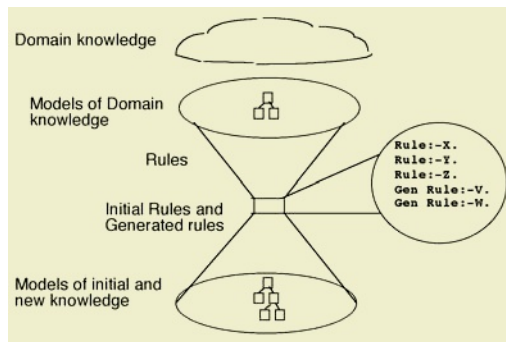 Domain knowledge
Models of Domain
knowledge
Rules
Rule:-X.
Rule:-Y.
Rule:-Z.
Gen Rule:-V.
Gen Rule:-W.
Initial Rules and
Generated rules
Models of initial and
new knowledge